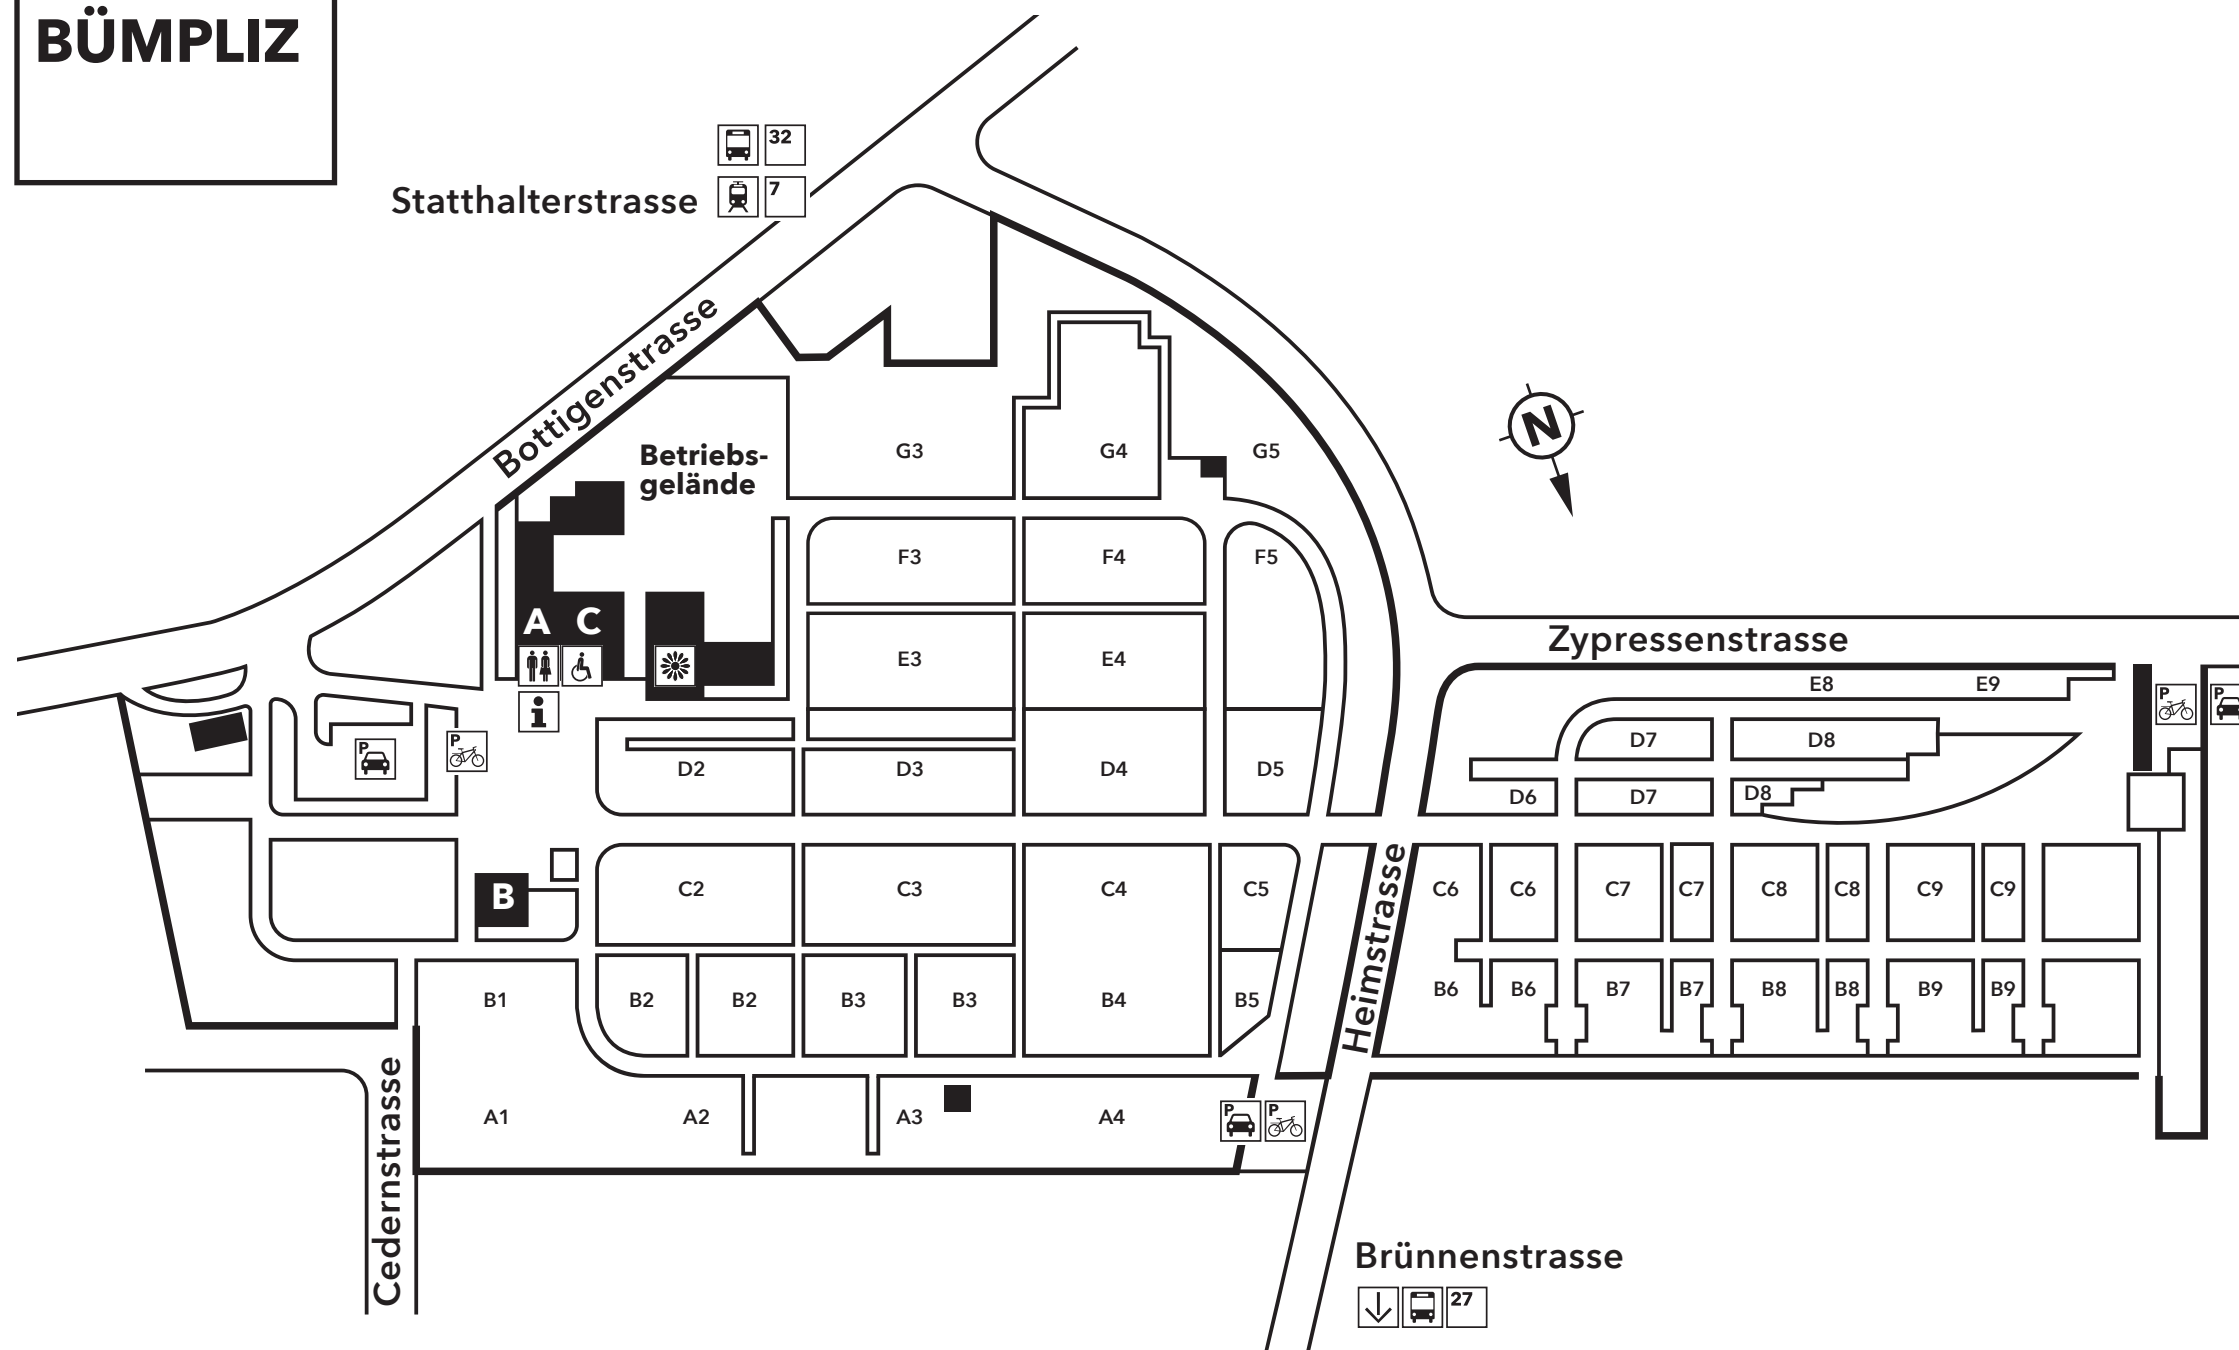 BÜMPLIZ
32
Statthalterstrasse
7
Bottigenstrasse
N
Betriebs-
gelände
G3
G4
G5
F3
F4
F5
A C
i
Zypressenstrasse
E3
E4
E8
E9
P
P
P
P
D7
D8
D2
D3
D4
D5
D6
D7
D8
B
C2
C3
C4
C5
Heimstrasse
C6
C6
C7
C7
C8
C8
C9
C9
B1
B2
B2
B3
B3
B4
B5
B6
B6
B7
B7
B8
B8
B9
B9
Cedernstrasse
A1
A2
A3
A4
P
P
Brünnenstrasse
27